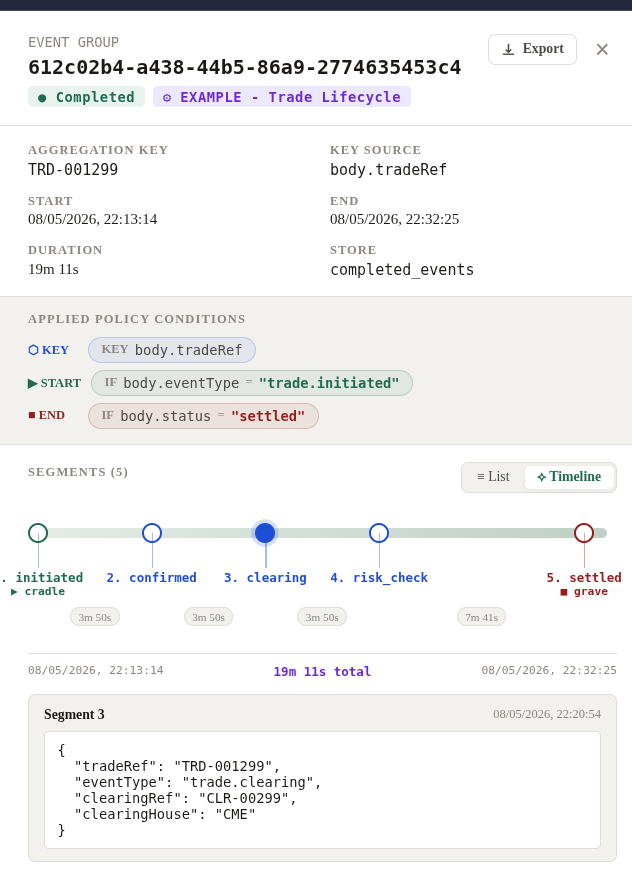 EVENT GROUP
612c02b4-a438-44b5-86a9-2774635453c4
Export
● Completed
⚙ EXAMPLE - Trade Lifecycle
AGGREGATION KEY
TRD-001299
KEY SOURCE
body.tradeRef
START
08/05/2026, 22:13:14
END
08/05/2026, 22:32:25
DURATION
19m 11s
STORE
completed_events
APPLIED POLICY CONDITIONS
⬡ KEY KEY body.tradeRef
▶ START IF body.eventType = "trade.initiated"
■ END IF body.status = "settled"
SEGMENTS (5)
≡ List
⟡ Timeline
. initiated
▶ cradle
2. confirmed
3. clearing
4. risk_check
5. settled
■ grave
3m 50s
3m 50s
3m 50s
7m 41s
08/05/2026, 22:13:14
19m 11s total
08/05/2026, 22:32:25
Segment 3
08/05/2026, 22:20:54
{
  "tradeRef": "TRD-001299",
  "eventType": "trade.clearing",
  "clearingRef": "CLR-00299",
  "clearingHouse": "CME"
}